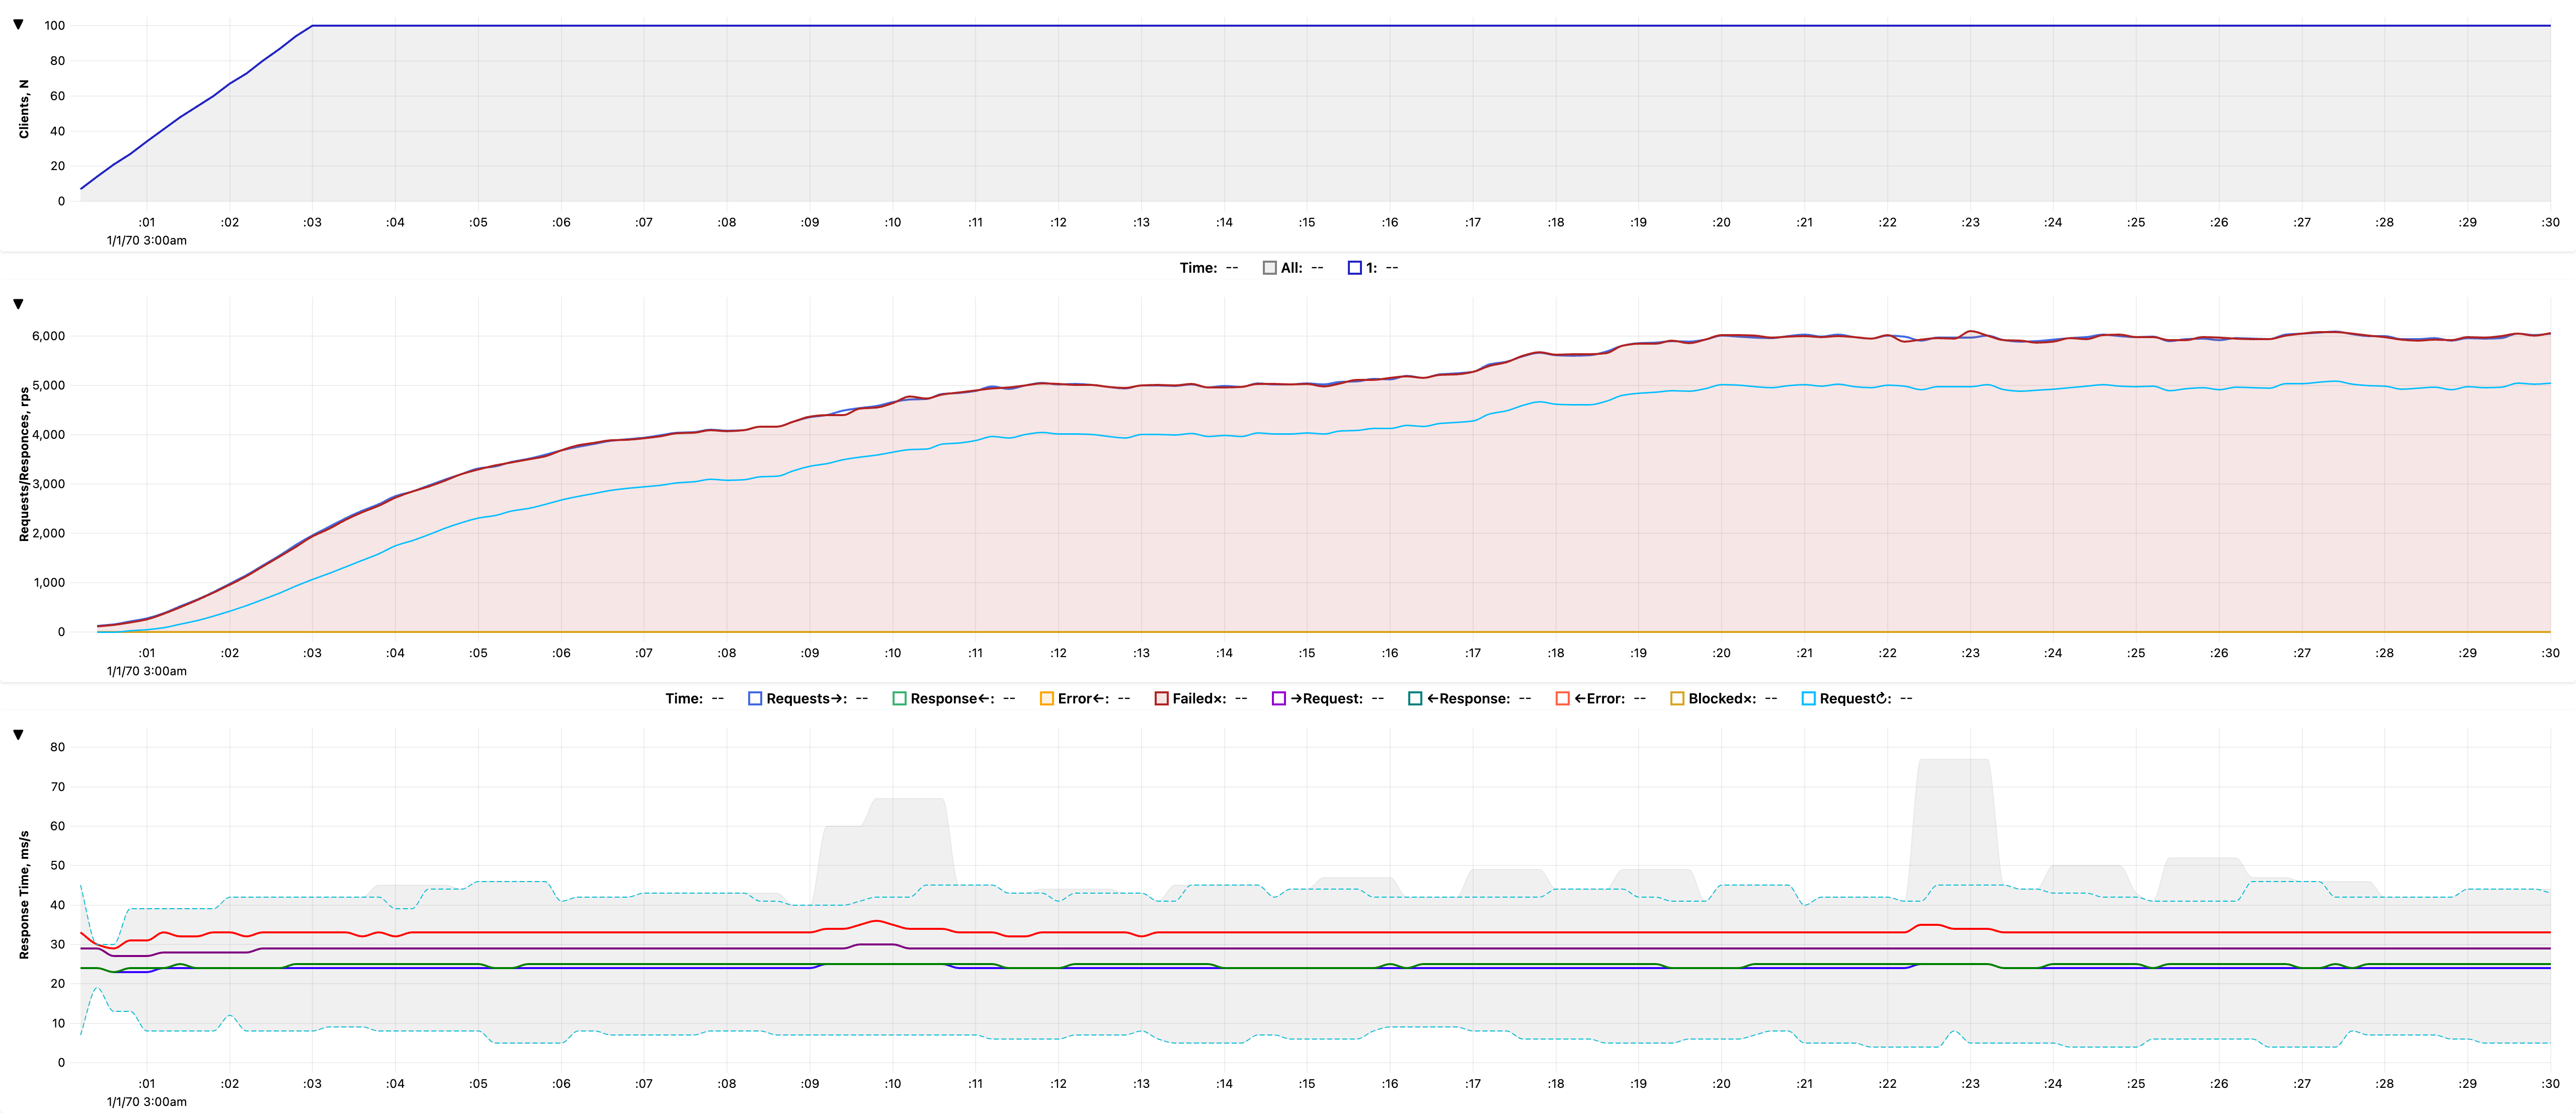 ▼
Clients, N
100
80
60
40
20
0
:01 :02 :03 :04 :05 :06 :07 :08 :09 :10 :11 :12 :13 :14 :15 :16 :17 :18 :19 :20 :21 :22 :23 :24 :25 :26 :27 :28 :29 :30
1/1/70 3:00am
Time: -- All: -- 1: --
▼
Requests/Responces, rps
6,000
5,000
4,000
3,000
2,000
1,000
0
:01 :02 :03 :04 :05 :06 :07 :08 :09 :10 :11 :12 :13 :14 :15 :16 :17 :18 :19 :20 :21 :22 :23 :24 :25 :26 :27 :28 :29 :30
1/1/70 3:00am
Time: -- Requests→: -- Response←: -- Error←: -- Failed×: -- →Request: -- ←Response: -- ←Error: -- Blocked×: -- Request↻: --
▼
Response Time, ms/s
80
70
60
50
40
30
20
10
0
:01 :02 :03 :04 :05 :06 :07 :08 :09 :10 :11 :12 :13 :14 :15 :16 :17 :18 :19 :20 :21 :22 :23 :24 :25 :26 :27 :28 :29 :30
1/1/70 3:00am